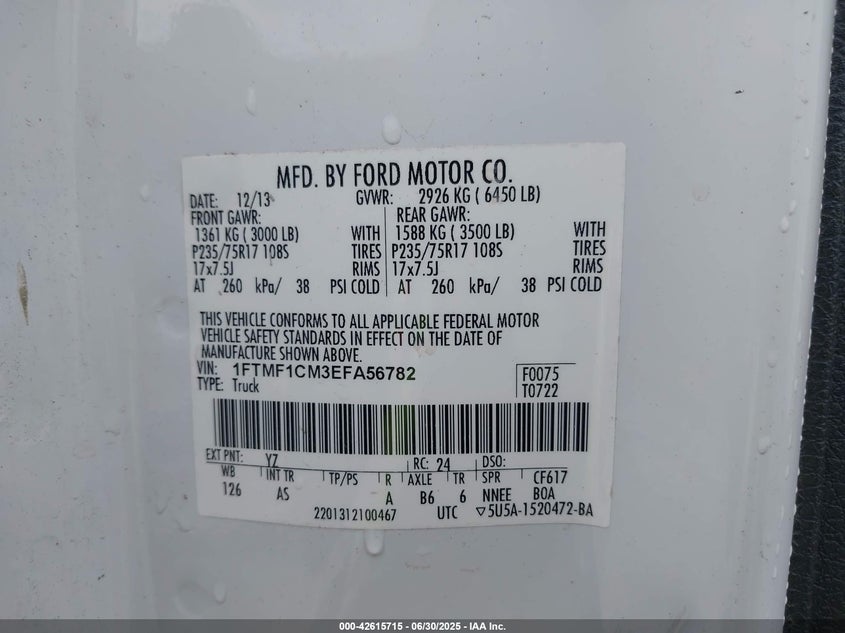 MFD. BY FORD MOTOR CO.
DATE: 12/13 GVWR: 2926 KG ( 6450 LB)
FRONT GAWR: REAR GAWR:
1361 KG ( 3000 LB) WITH 1588 KG ( 3500 LB) WITH
P235/75R17 108S TIRES P235/75R17 108S TIRES
17x7.5J RIMS 17x7.5J RIMS
AT 260 kPa/ 38 PSI COLD AT 260 kPa/ 38 PSI COLD
THIS VEHICLE CONFORMS TO ALL APPLICABLE FEDERAL MOTOR
VEHICLE SAFETY STANDARDS IN EFFECT ON THE DATE OF
MANUFACTURE SHOWN ABOVE.
VIN: 1FTMF1CM3EFA56782 F0075
TYPE: Truck T0722
EXT PNT: YZ RC: 24 DSO:
WB INT TR TP/PS R AXLE TR SPR CF617
126 AS A B6 6 NNEE BOA
2201312100467 UTC ▽5U5A-1520472-BA
000-42615715 - 06/30/2025 - IAA Inc.